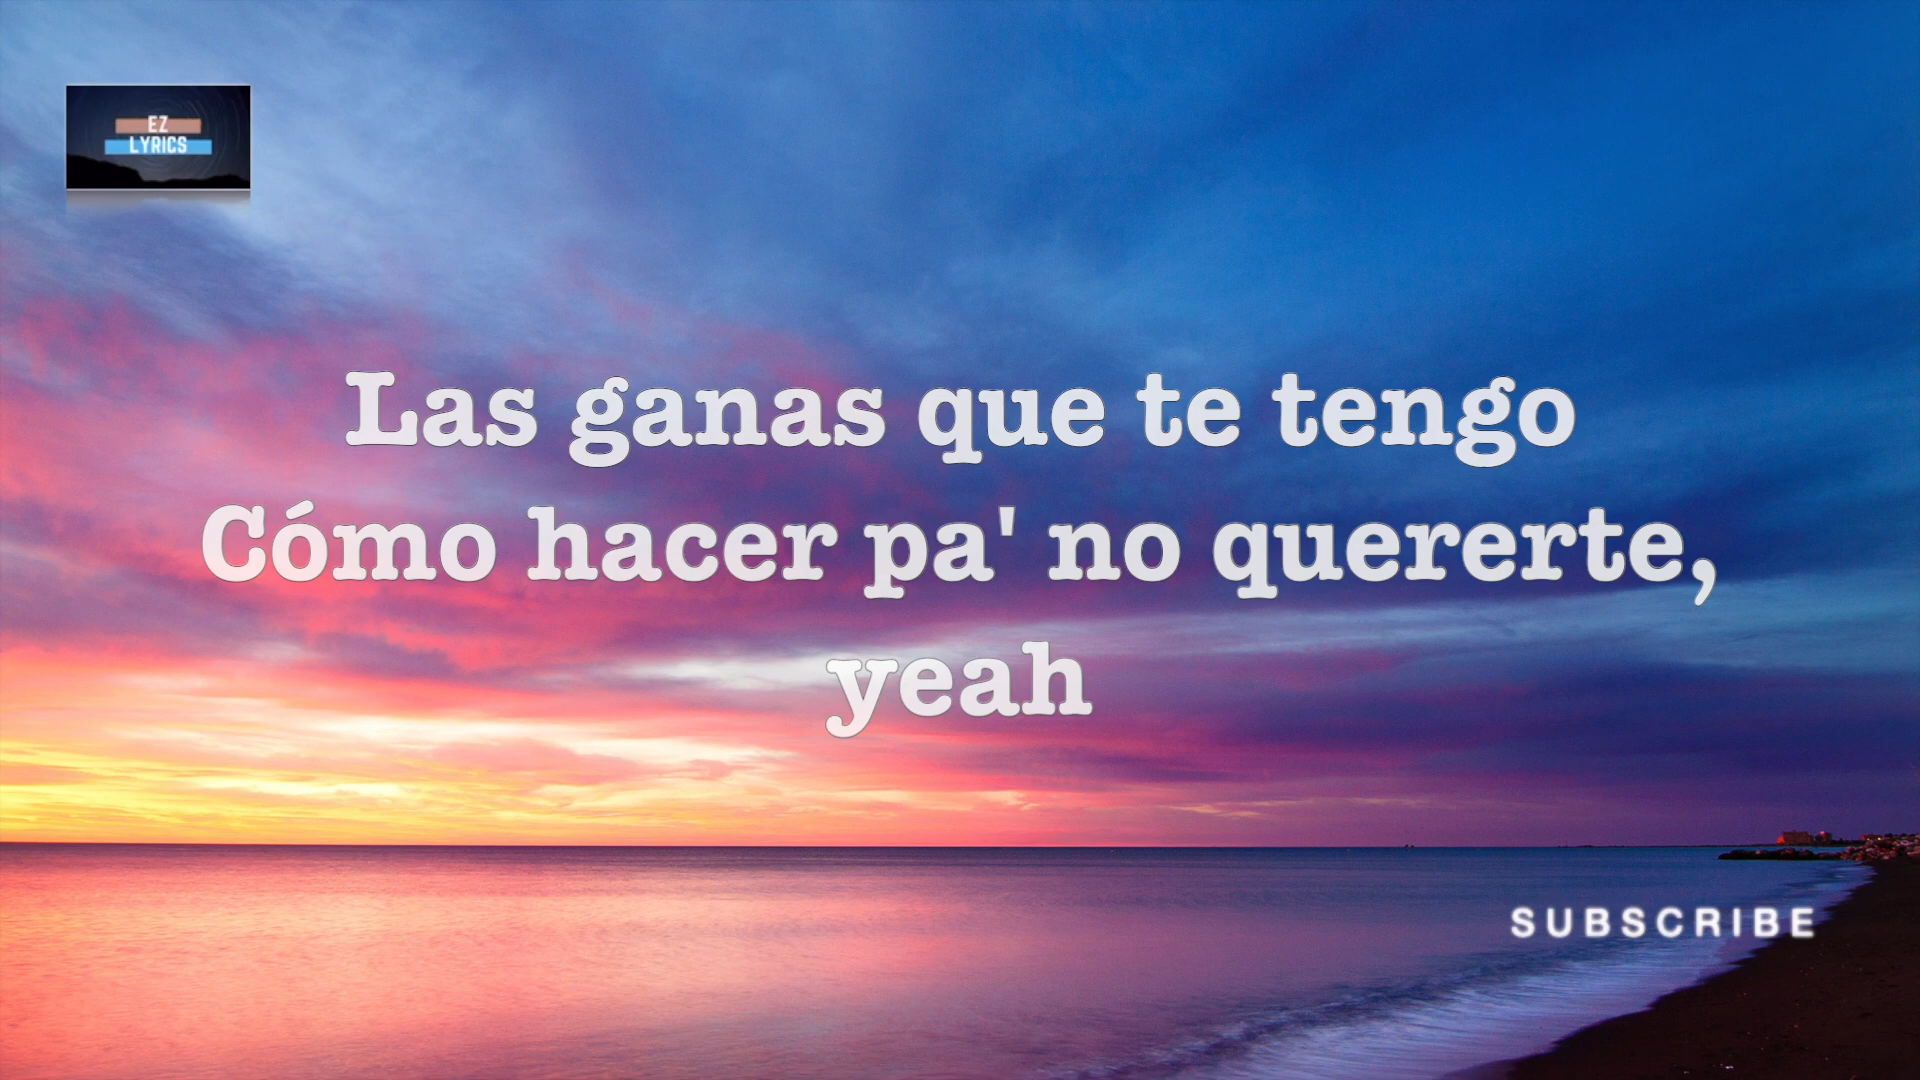 EZ
LYRICS
Las ganas que te tengo
Cómo hacer pa' no quererte,
yeah
SUBSCRIBE